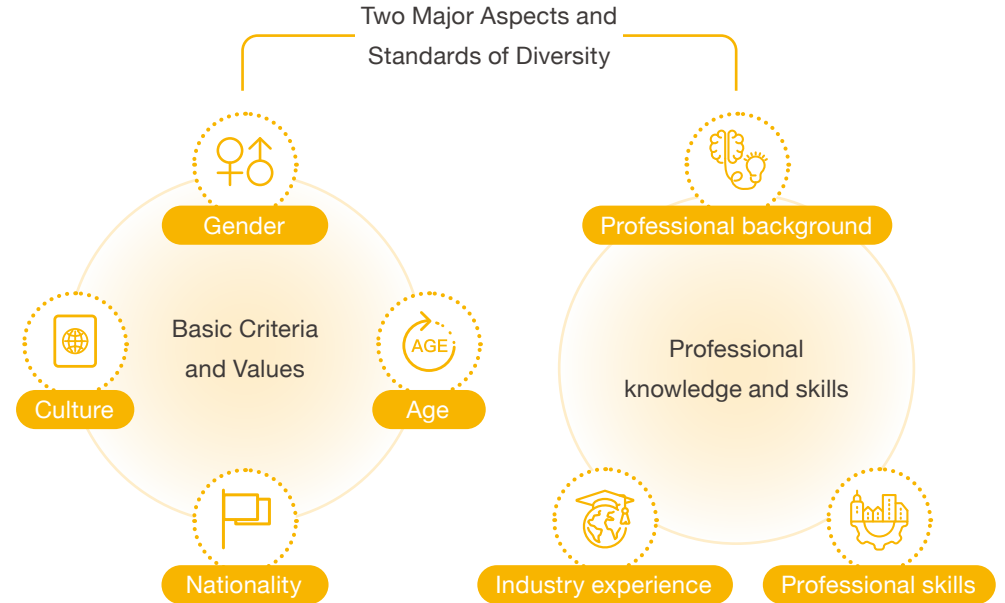 Two Major Aspects and
Standards of Diversity
Gender
Culture
Basic Criteria
and Values
AGE
Age
Nationality
Professional background
Professional
knowledge and skills
Industry experience
Professional skills